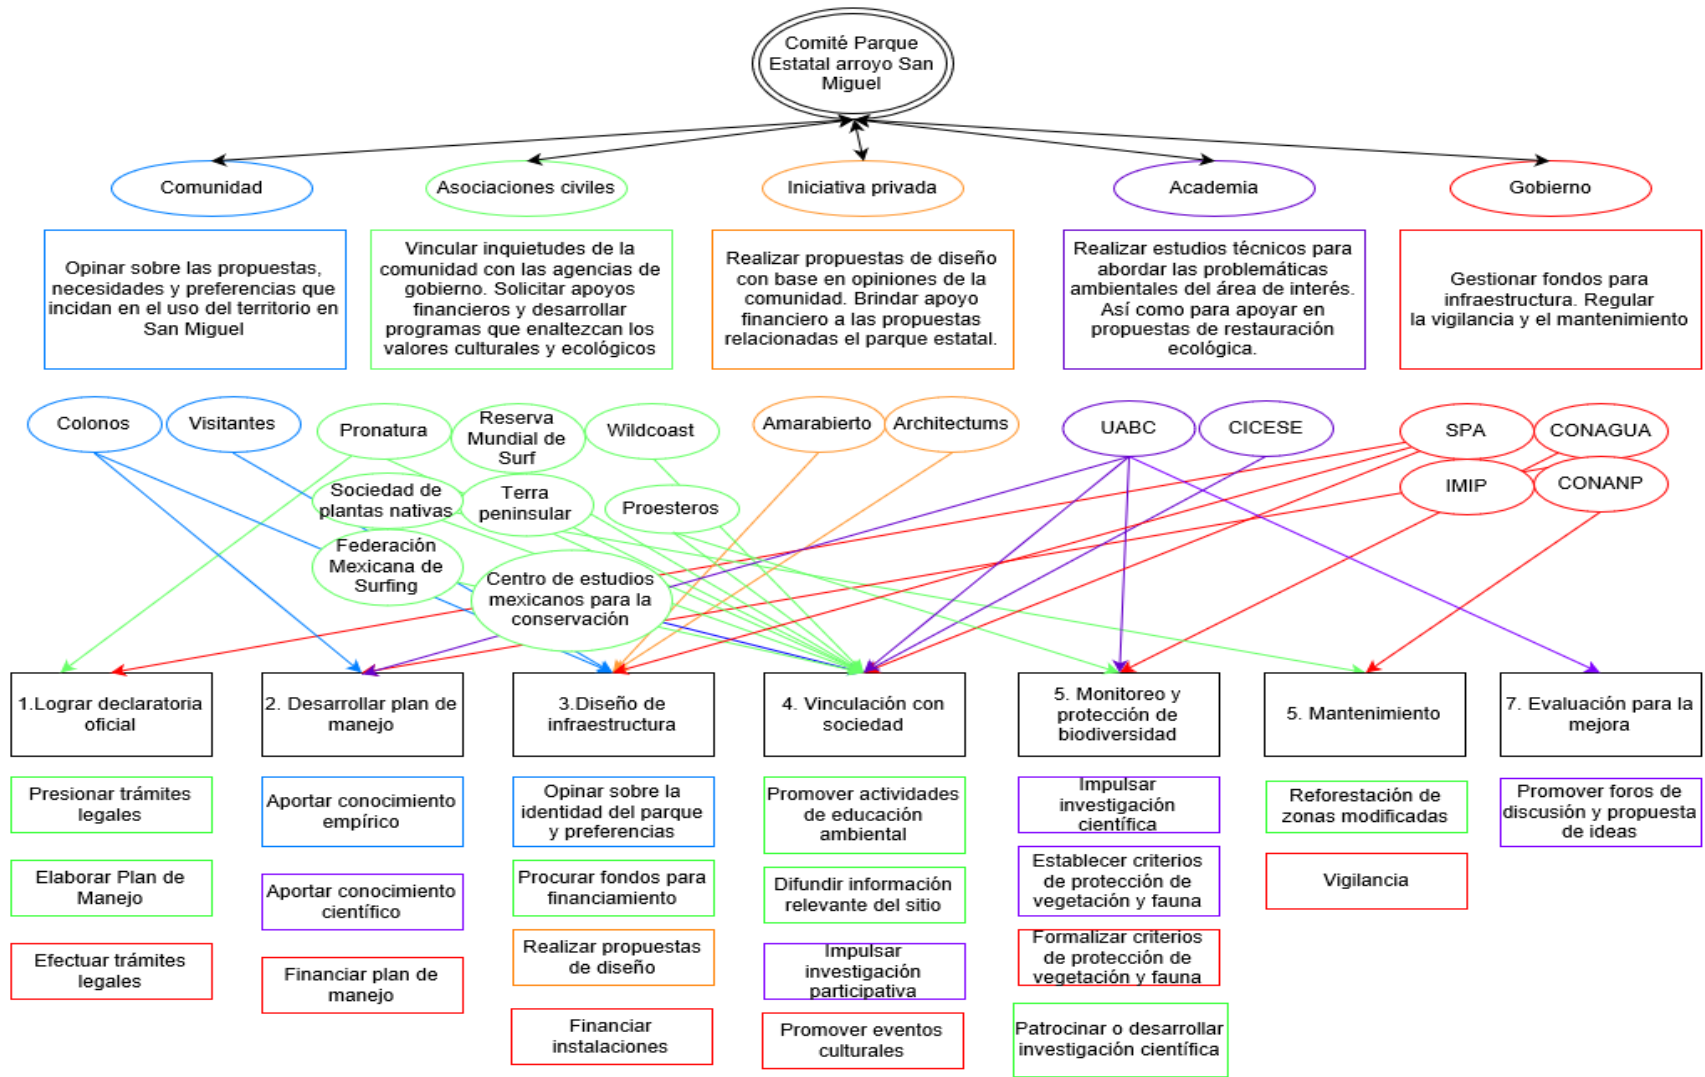 Comité Parque
Estatal arroyo San
Miguel
Comunidad
Asociaciones civiles
Iniciativa privada
Academia
Gobierno
Opinar sobre las propuestas,
necesidades y preferencias que
incidan en el uso del territorio en
San Miguel
Vincular inquietudes de la
comunidad con las agencias de
gobierno. Solicitar apoyos
financieros y desarrollar
programas que enaltezcan los
valores culturales y ecológicos
Realizar propuestas de diseño
con base en opiniones de la
comunidad. Brindar apoyo
financiero a las propuestas
relacionadas el parque estatal.
Realizar estudios técnicos para
abordar las problemáticas
ambientales del área de interés.
Así como para apoyar en
propuestas de restauración
ecológica.
Gestionar fondos para
infraestructura. Regular
la vigilancia y el mantenimiento
Colonos
Visitantes
Pronatura
Reserva
Mundial de
Surf
Wildcoast
Sociedad de
plantas nativas
Terra
peninsular
Proesteros
Federación
Mexicana de
Surfing
Centro de estudios
mexicanos para la
conservación
Amarabierto
Architectums
UABC
CICESE
SPA
CONAGUA
IMIP
CONANP
1.Lograr declaratoria
oficial
2. Desarrollar plan de
manejo
3.Diseño de
infraestructura
4. Vinculación con
sociedad
5. Monitoreo y
protección de
biodiversidad
5. Mantenimiento
7. Evaluación para la
mejora
Presionar trámites
legales
Elaborar Plan de
Manejo
Efectuar trámites
legales
Aportar conocimiento
empírico
Aportar conocimiento
científico
Financiar plan de
manejo
Opinar sobre la
identidad del parque
y preferencias
Procurar fondos para
financiamiento
Realizar propuestas
de diseño
Financiar
instalaciones
Promover actividades
de educación
ambiental
Difundir información
relevante del sitio
Impulsar
investigación
participativa
Promover eventos
culturales
Impulsar
investigación
científica
Establecer criterios
de protección de
vegetación y fauna
Formalizar criterios
de protección de
vegetación y fauna
Patrocinar o desarrollar
investigación científica
Reforestación de
zonas modificadas
Vigilancia
Promover foros de
discusión y propuesta
de ideas